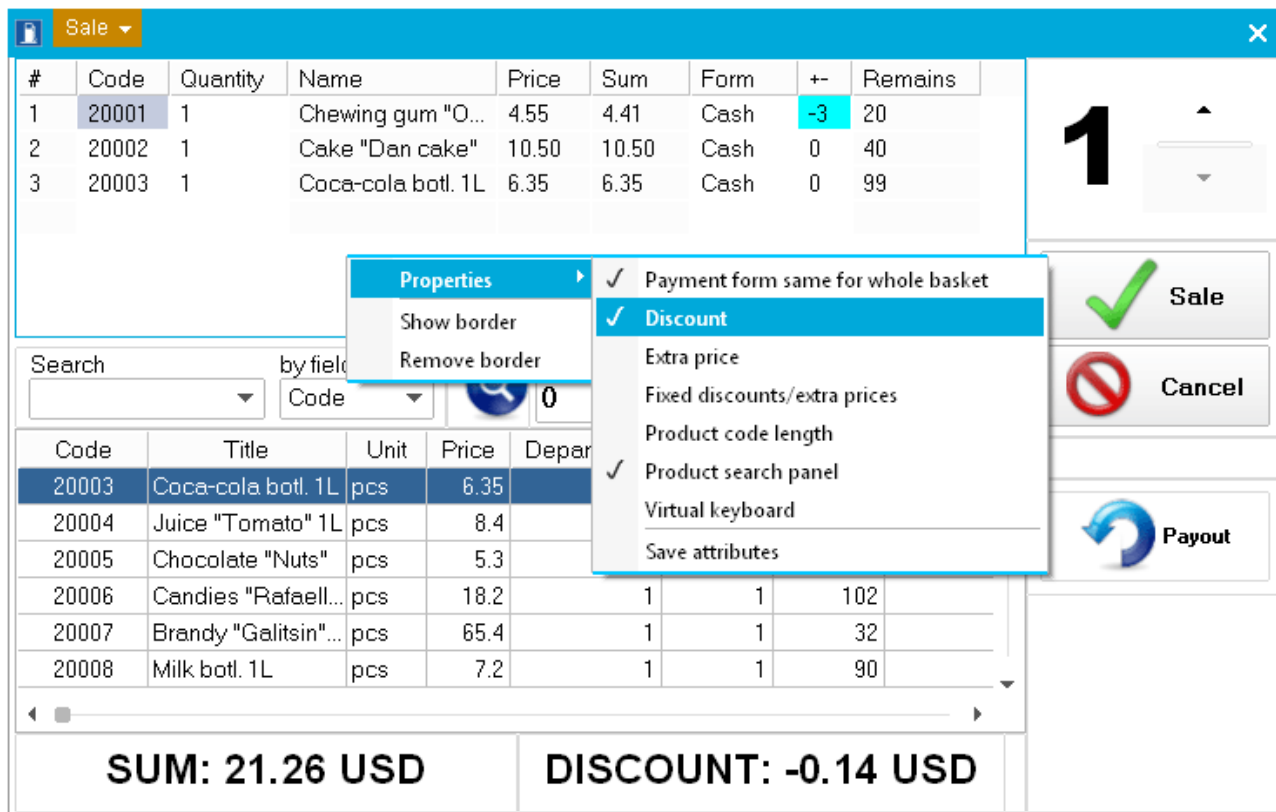 Sale
# Code Quantity Name Price Sum Form +- Remains
1 20001 1 Chewing gum "O... 4.55 4.41 Cash -3 20
2 20002 1 Cake "Dan cake" 10.50 10.50 Cash 0 40
3 20003 1 Coca-cola botl. 1L 6.35 6.35 Cash 0 99
1
Properties
Show border
Remove border
Payment form same for whole basket
Discount
Extra price
Fixed discounts/extra prices
Product code length
Product search panel
Virtual keyboard
Save attributes
Sale
Cancel
Payout
Search by field
Code 0
Code Title Unit Price Depar
20003 Coca-cola botl. 1L pcs 6.35
20004 Juice "Tomato" 1L pcs 8.4
20005 Chocolate "Nuts" pcs 5.3
20006 Candies "Rafaell... pcs 18.2 1 1 102
20007 Brandy "Galitsin"... pcs 65.4 1 1 32
20008 Milk botl. 1L pcs 7.2 1 1 90
SUM: 21.26 USD DISCOUNT: -0.14 USD